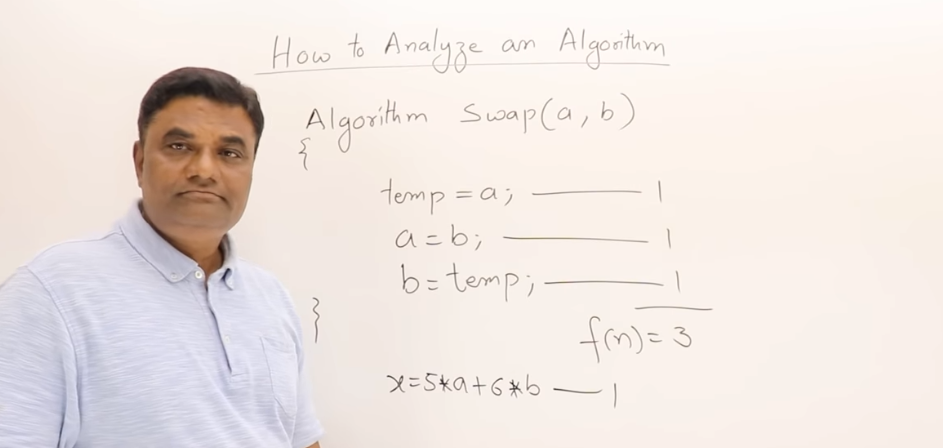 How to Analyze an Algorithm
Algorithm Swap(a, b)
{
temp = a; —— 1
a = b; —— 1
b = temp; —— 1
}
f(n) = 3
x=5*a+6*b —— 1